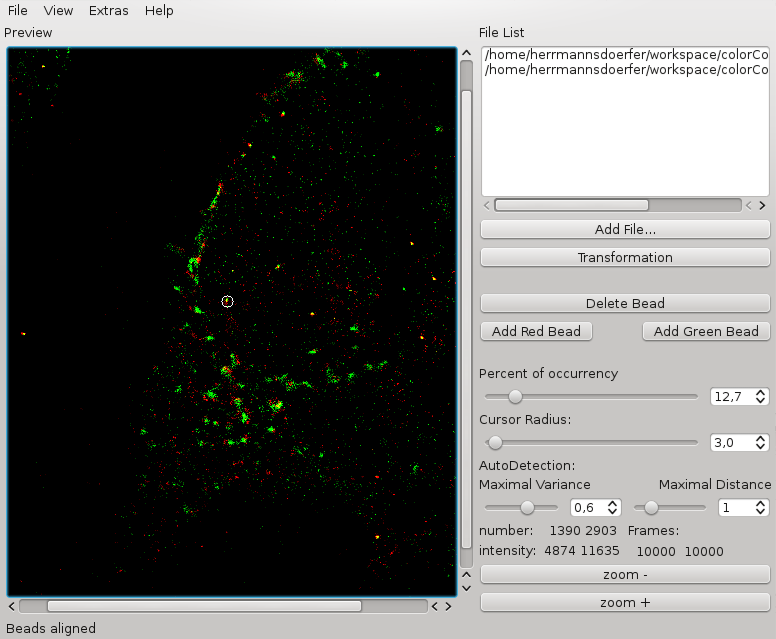 File View Extras Help
Preview
File List
/home/herrmannsdoerfer/workspace/colorCo
/home/herrmannsdoerfer/workspace/colorCo
Add File...
Transformation
Delete Bead
Add Red Bead Add Green Bead
Percent of occurrency
12,7
Cursor Radius:
3,0
AutoDetection:
Maximal Variance Maximal Distance
0,6 1
number: 1390 2903 Frames:
intensity: 4874 11635 10000 10000
zoom -
zoom +
Beads aligned